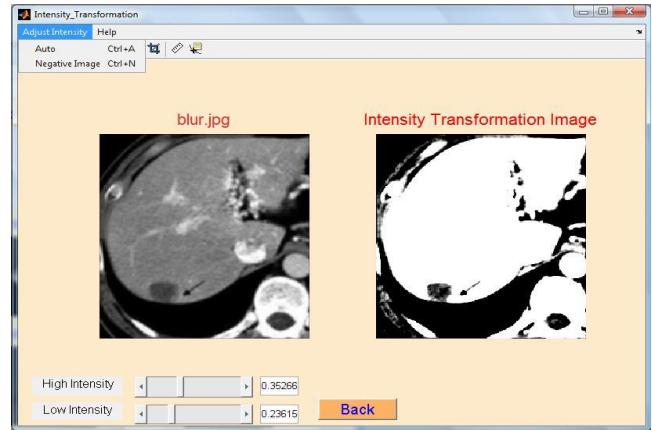 Intensity_Transformation
Adjust Intensity Help
Auto Ctrl+A
Negative Image Ctrl+N
blur.jpg Intensity Transformation Image
High Intensity 0.35266
Low Intensity 0.23615 Back